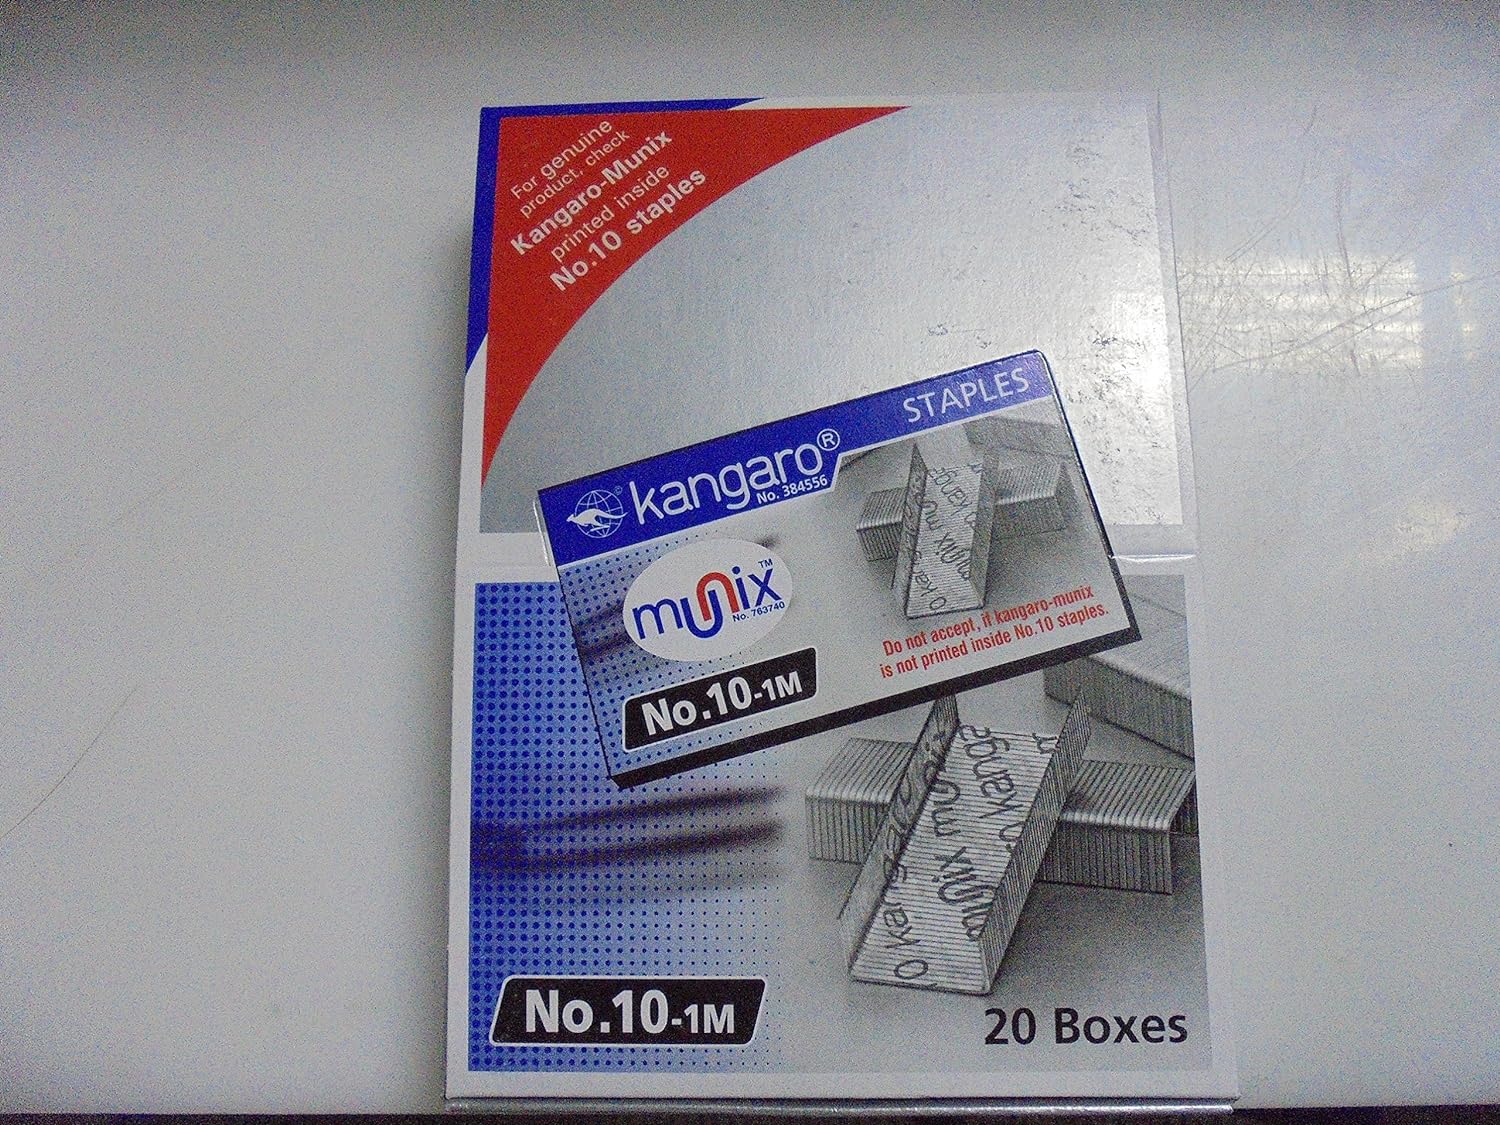 For genuine
product, check
Kangaro-Munix
printed inside
No.10 staples
STAPLES
kangaro®
No. 384556
munix™
No. 763740
Do not accept, if kangaro-munix
is not printed inside No.10 staples.
No.10-1M
No.10-1M
20 Boxes